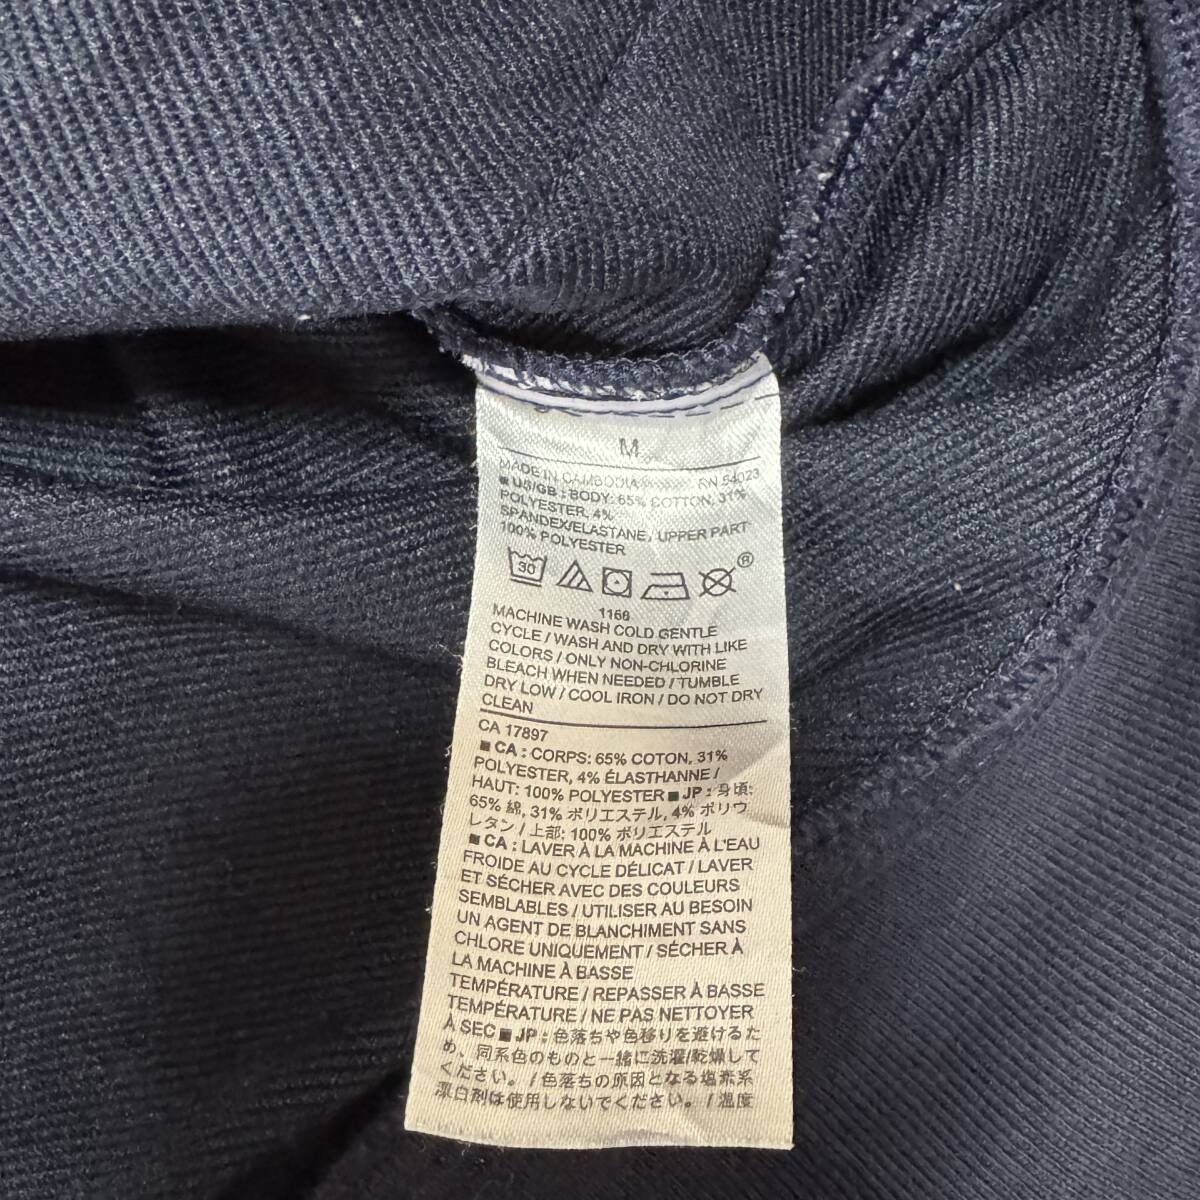 M
MADE IN CAMBODIA RN 54023
■ US/GB : BODY: 65% COTTON, 31%
POLYESTER, 4%
SPANDEX/ELASTANE / UPPER PART
100% POLYESTER
30 ®
1166
MACHINE WASH COLD GENTLE
CYCLE / WASH AND DRY WITH LIKE
COLORS / ONLY NON-CHLORINE
BLEACH WHEN NEEDED / TUMBLE
DRY LOW / COOL IRON / DO NOT DRY
CLEAN
CA 17897
■ CA : CORPS: 65% COTON, 31%
POLYESTER, 4% ÉLASTHANNE /
HAUT: 100% POLYESTER ■ JP : 身頃:
65% 綿, 31% ポリエステル, 4% ポリウ
レタン / 上部: 100% ポリエステル
■ CA : LAVER À LA MACHINE À L'EAU
FROIDE AU CYCLE DÉLICAT / LAVER
ET SÉCHER AVEC DES COULEURS
SEMBLABLES / UTILISER AU BESOIN
UN AGENT DE BLANCHIMENT SANS
CHLORE UNIQUEMENT / SÉCHER À
LA MACHINE À BASSE
TEMPÉRATURE / REPASSER À BASSE
TEMPÉRATURE / NE PAS NETTOYER
À SEC ■ JP : 色落ちや色移りを避けるた
め、同系色のものと一緒に洗濯/乾燥して
ください。 / 色落ちの原因となる塩素系
漂白剤は使用しないでください。 / 温度